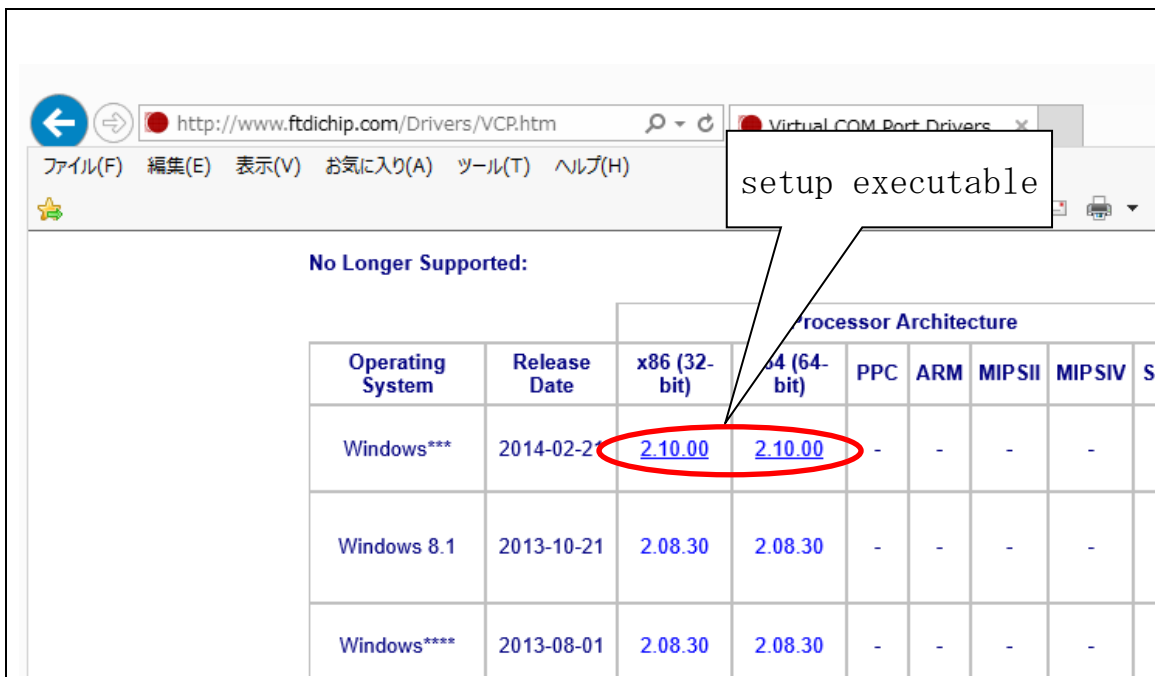 http://www.ftdichip.com/Drivers/VCP.htm
Virtual COM Port Drivers
ファイル(F) 編集(E) 表示(V) お気に入り(A) ツール(T) ヘルプ(H)
setup executable
No Longer Supported:
Processor Architecture
Operating System Release Date x86 (32-bit) (64-bit) PPC ARM MIPSII MIPSIV
Windows*** 2014-02-21 2.10.00 2.10.00 - - - -
Windows 8.1 2013-10-21 2.08.30 2.08.30 - - - -
Windows**** 2013-08-01 2.08.30 2.08.30 - - - -